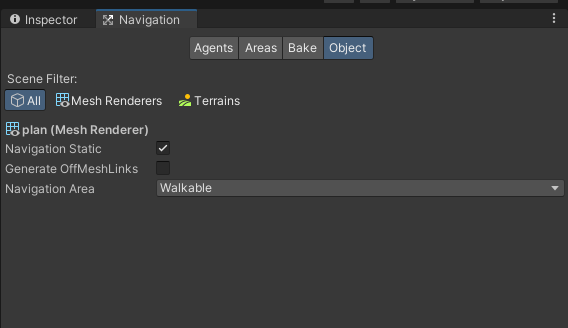 Inspector Navigation
Agents Areas Bake Object
Scene Filter:
All Mesh Renderers Terrains
plan (Mesh Renderer)
Navigation Static
Generate OffMeshLinks
Navigation Area Walkable